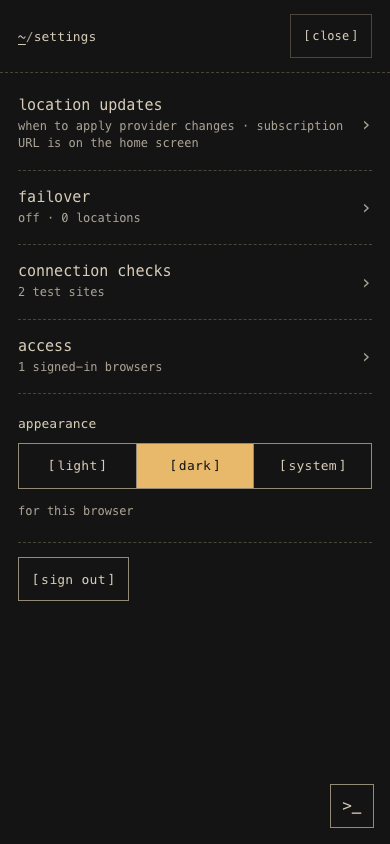 ~/settings
[close]
location updates
when to apply provider changes · subscription
URL is on the home screen
›
failover
off · 0 locations
›
connection checks
2 test sites
›
access
1 signed-in browsers
›
appearance
[light] [dark] [system]
for this browser
[sign out]
>_